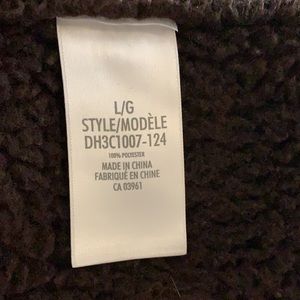 L/G
STYLE/MODÈLE
DH3C1007-124
100% POLYESTER
MADE IN CHINA
FABRIQUÉ EN CHINE
CA 03961